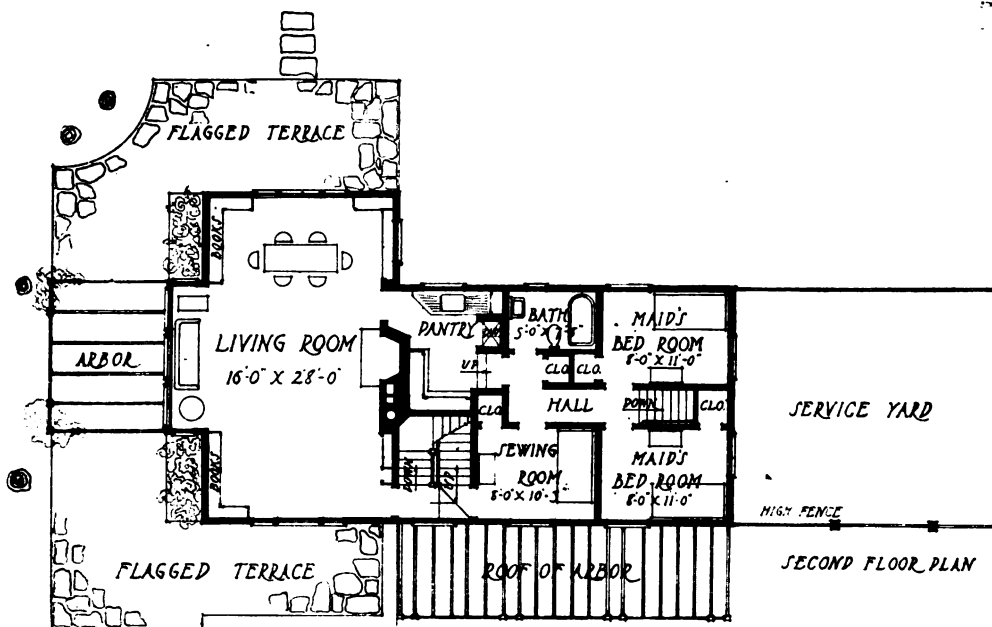 FLAGGED TERRACE
BOOKS
LIVING ROOM
16'-0" X 28'-0"
ARBOR
BOOKS
PANTRY
UP
BATH
CLO.
CLO.
MAID'S
BED ROOM
8'-0" X 11'-0"
HALL
DOWN
CLO.
CLO.
SEWING
ROOM
MAID'S
BED ROOM
8'-0" X 11'-0"
DOWN
UP
SERVICE YARD
HIGH FENCE
FLAGGED TERRACE
ROOF OF ARBOR
SECOND FLOOR PLAN